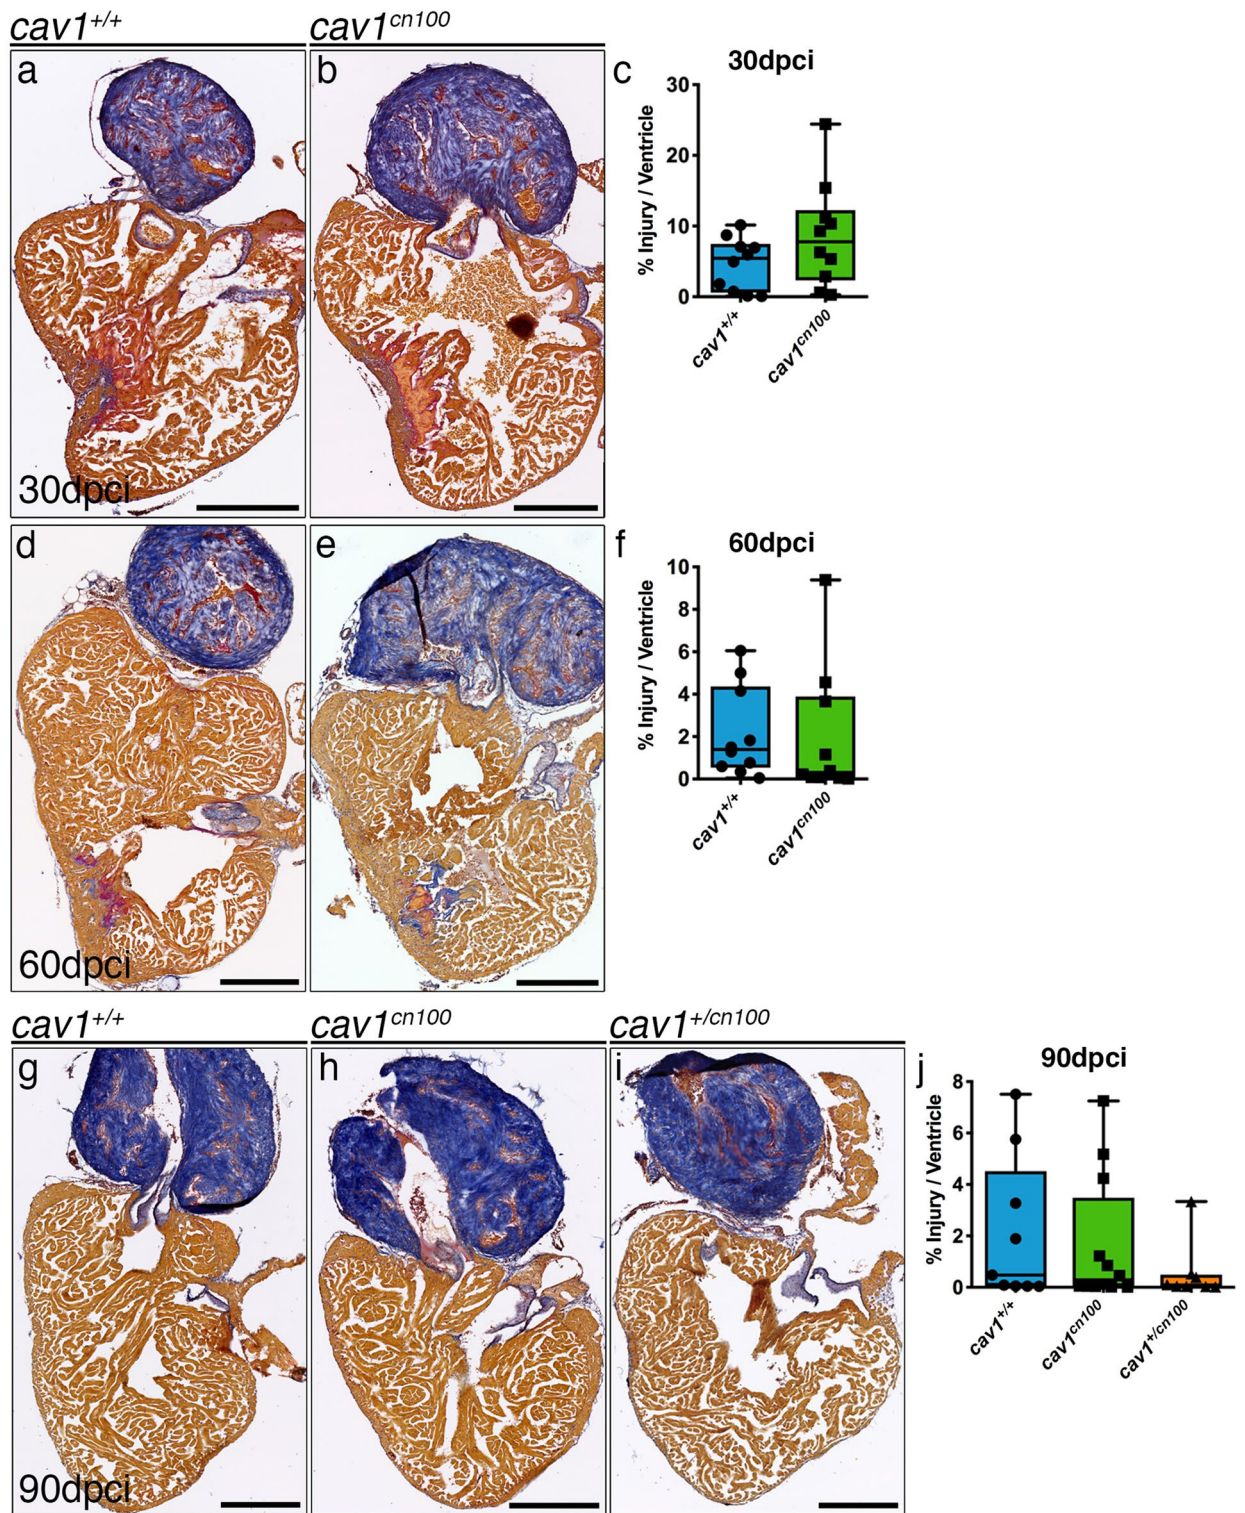 cav1+/+ cav1cn100
a b c 30dpci
% Injury / Ventricle
30
20
10
0
cav1+/+ cav1cn100
30dpci
d e f 60dpci
% Injury / Ventricle
10
8
6
4
2
0
cav1+/+ cav1cn100
60dpci
cav1+/+ cav1cn100 cav1+/cn100
g h i j 90dpci
% Injury / Ventricle
8
6
4
2
0
cav1+/+ cav1cn100 cav1+/cn100
90dpci